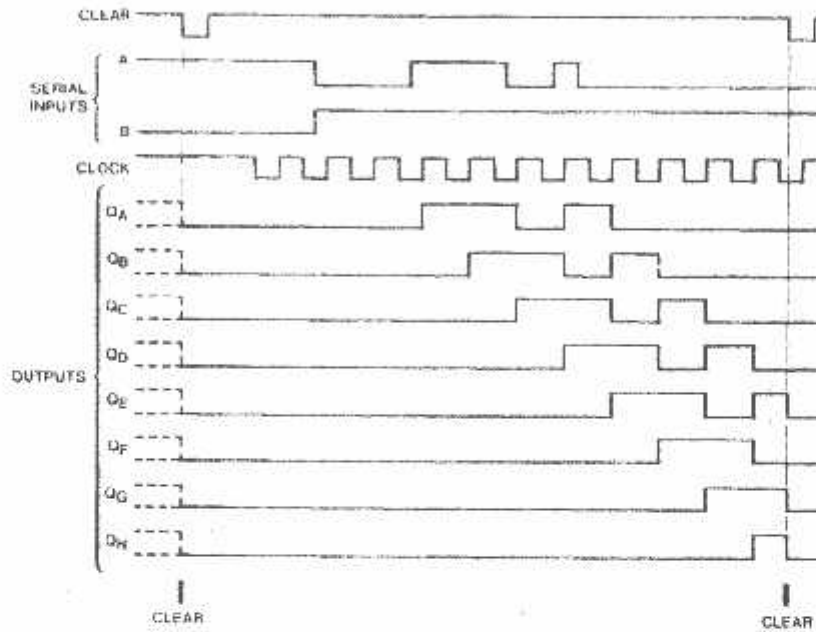 CLEAR
A
SERIAL
INPUTS
B
CLOCK
QA
QB
QC
QD
OUTPUTS
QE
QF
QG
QH
CLEAR
CLEAR